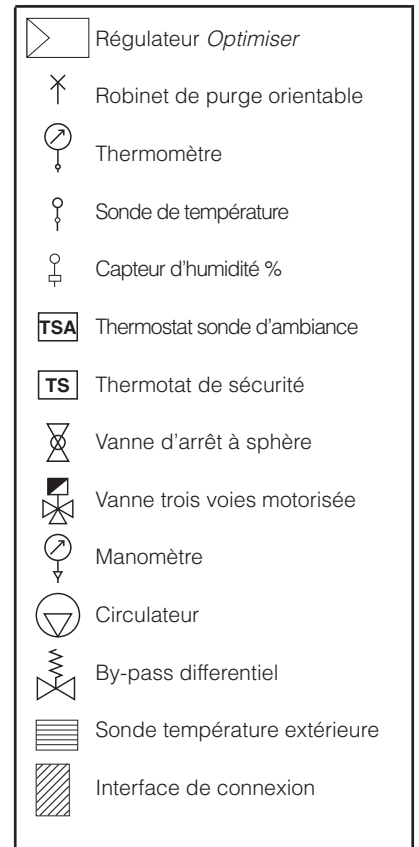 Régulateur Optimiser
Robinet de purge orientable
Thermomètre
Sonde de température
Capteur d'humidité %
TSA Thermostat sonde d'ambiance
TS Thermotat de sécurité
Vanne d'arrêt à sphère
Vanne trois voies motorisée
Manomètre
Circulateur
By-pass differentiel
Sonde température extérieure
Interface de connexion